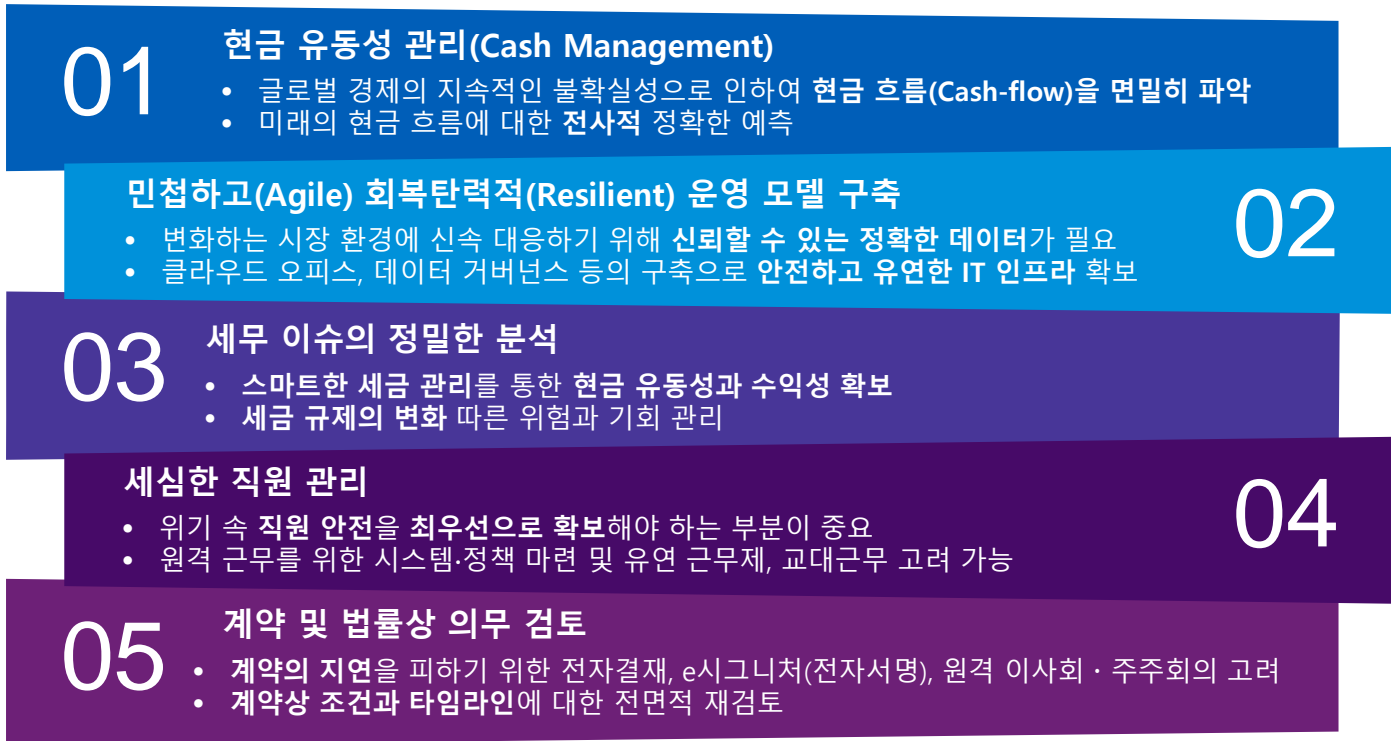 01
현금 유동성 관리(Cash Management)
• 글로벌 경제의 지속적인 불확실성으로 인하여 현금 흐름(Cash-flow)을 면밀히 파악
• 미래의 현금 흐름에 대한 전사적 정확한 예측
02
민첩하고(Agile) 회복탄력적(Resilient) 운영 모델 구축
• 변화하는 시장 환경에 신속 대응하기 위해 신뢰할 수 있는 정확한 데이터가 필요
• 클라우드 오피스, 데이터 거버넌스 등의 구축으로 안전하고 유연한 IT 인프라 확보
03
세무 이슈의 정밀한 분석
• 스마트한 세금 관리를 통한 현금 유동성과 수익성 확보
• 세금 규제의 변화 따른 위험과 기회 관리
04
세심한 직원 관리
• 위기 속 직원 안전을 최우선으로 확보해야 하는 부분이 중요
• 원격 근무를 위한 시스템·정책 마련 및 유연 근무제, 교대근무 고려 가능
05
계약 및 법률상 의무 검토
• 계약의 지연을 피하기 위한 전자결재, e시그니처(전자서명), 원격 이사회 · 주주회의 고려
• 계약상 조건과 타임라인에 대한 전면적 재검토